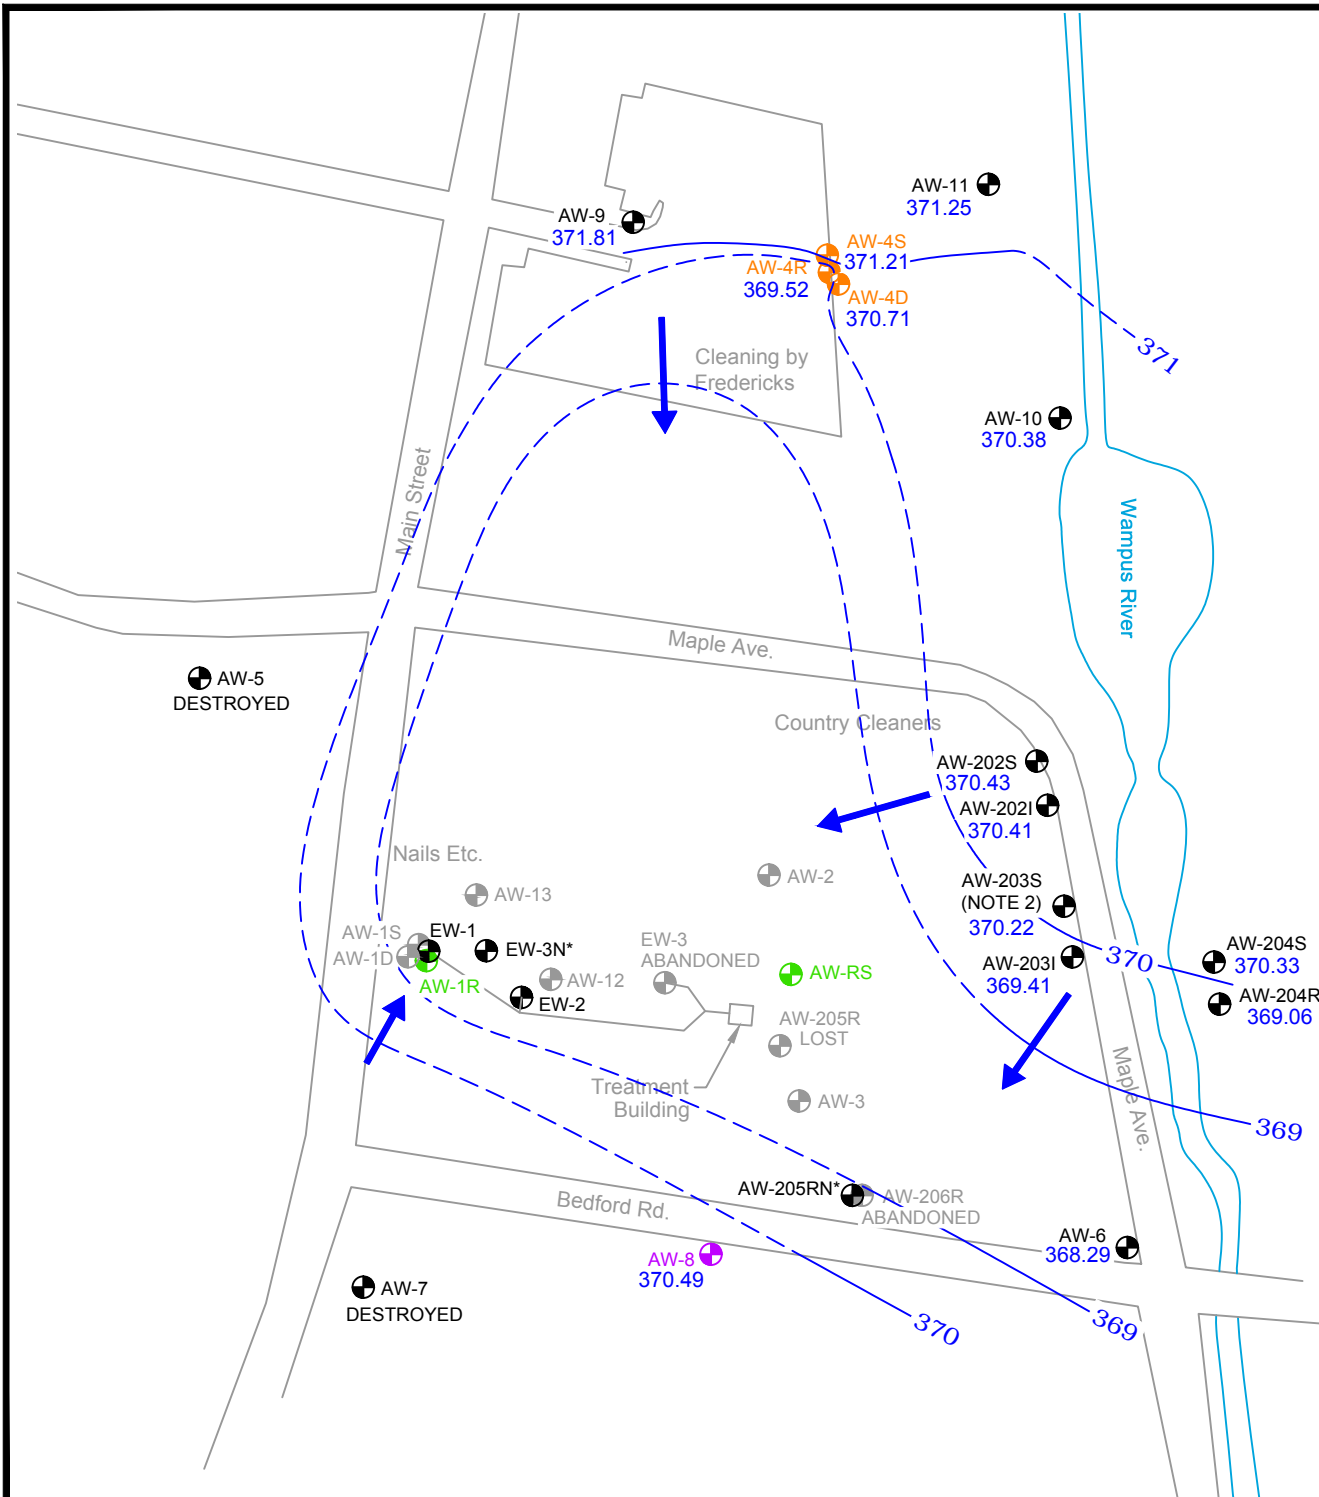 AW-11
371.25
AW-9
371.81
AW-4S
371.21
AW-4R
369.52
AW-4D
370.71
371
Cleaning by
Fredericks
AW-10
370.38
Main Street
Wampus River
Maple Ave.
AW-5
DESTROYED
Country Cleaners
AW-202S
370.43
AW-202I
370.41
Nails Etc.
AW-2
AW-13
AW-203S
(NOTE 2)
370.22
AW-1S
EW-1
AW-1D
EW-3N*
EW-3
ABANDONED
AW-203I
369.41
370
AW-204S
370.33
AW-1R
AW-12
AW-RS
EW-2
AW-204R
369.06
AW-205R
LOST
Treatment
Building
AW-3
Maple Ave.
369
AW-205RN*
AW-206R
ABANDONED
Bedford Rd.
AW-6
368.29
AW-8
370.49
AW-7
DESTROYED
370
369